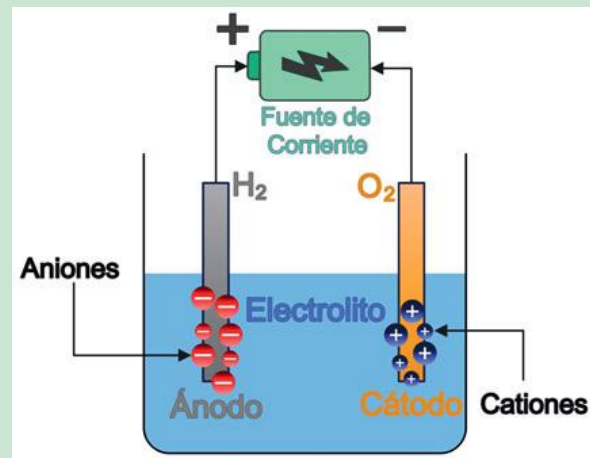 + −
Fuente de
Corriente
H₂
O₂
Aniones
Electrolito
Ánodo
Cátodo
Cationes